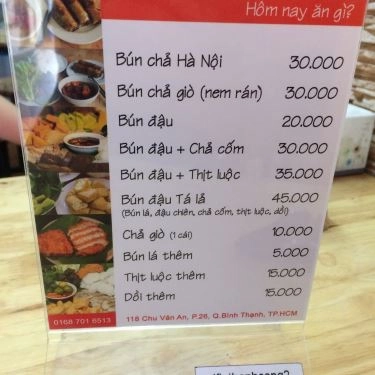 Hôm nay ăn gì?
Bún chả Hà Nội 30.000
Bún chả giò (nem rán) 30.000
Bún đậu 20.000
Bún đậu + Chả cốm 30.000
Bún đậu + Thịt luộc 35.000
Bún đậu Tá lả 45.000
(Bún lá, đậu chiên, chả cốm, thịt luộc, dồi)
Chả giò (1 cái) 10.000
Bún lá thêm 5.000
Thịt luộc thêm 15.000
Dồi thêm 15.000
0168 701 6513 118 Chu Văn An, P.26, Q.Bình Thạnh, TP.HCM